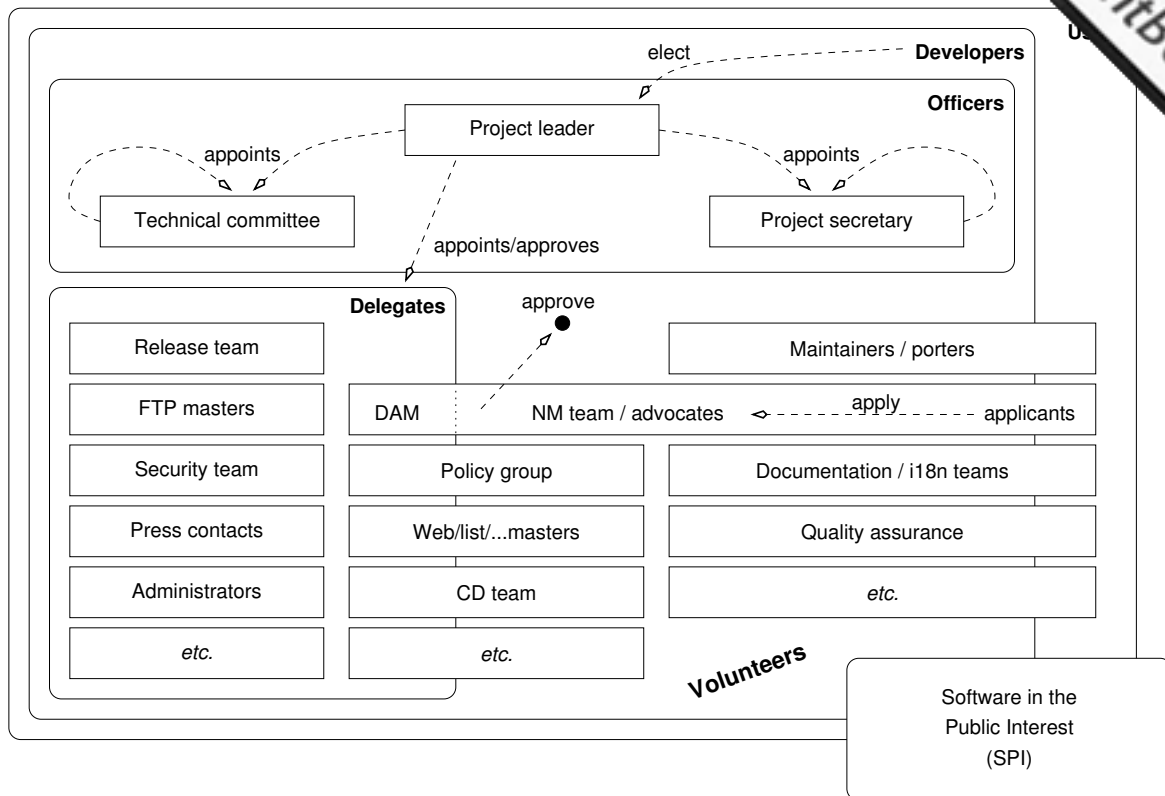 elect
Developers
Officers
Project leader
appoints
appoints
Technical committee
Project secretary
appoints/approves
Delegates
approve
Release team
Maintainers / porters
FTP masters
DAM
NM team / advocates
apply
applicants
Security team
Policy group
Documentation / i18n teams
Press contacts
Web/list/...masters
Quality assurance
Administrators
CD team
etc.
etc.
etc.
Volunteers
Software in the
Public Interest
(SPI)